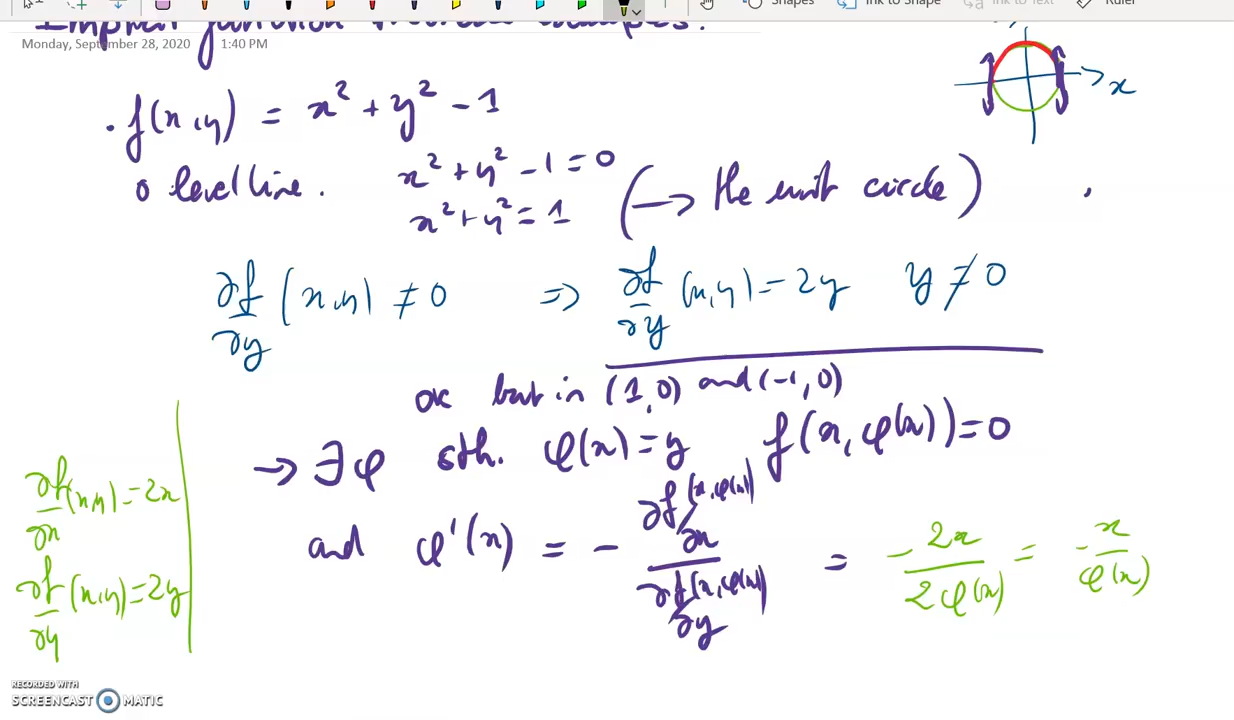 Shapes Ink to Shape Ink to Text Ruler
Implicit function theorem examples.
Monday, September 28, 2020 1:40 PM
x
· f(x,y) = x² + y² - 1
0 level line. x² + y² - 1 = 0
x² + y² = 1 (→ the unit circle)
∂f/∂y (x,y) ≠ 0 ⇒ ∂f/∂y (x,y) = 2y y ≠ 0
ok but in (1,0) and (-1,0)
→ ∃φ sth. φ(x) = y f(x, φ(x)) = 0
and φ'(x) = - ∂f/∂x (x,φ(x)) / ∂f/∂y (x,φ(x)) = - 2x / 2φ(x) = - x / φ(x)
∂f/∂x (x,y) = 2x
∂f/∂y (x,y) = 2y
RECORDED WITH
SCREENCAST MATIC